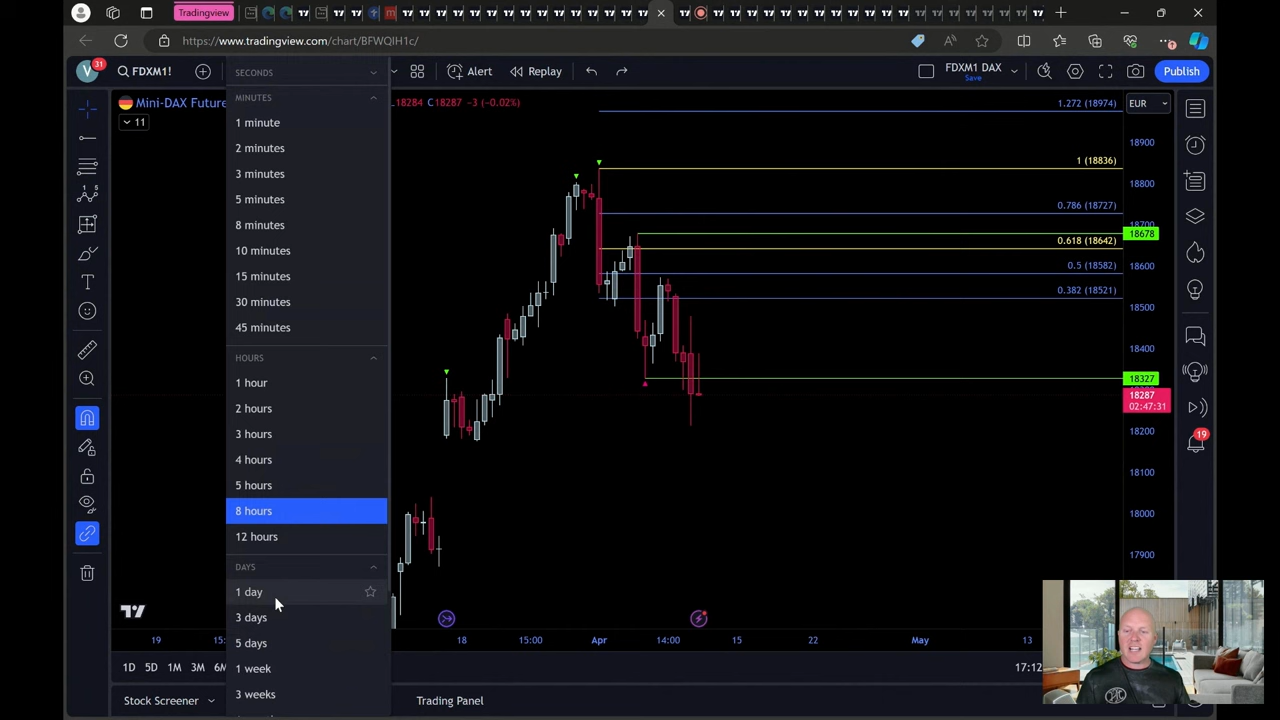 Tradingview
https://www.tradingview.com/chart/BFWQIH1c/
V
31
FDXM1!
SECONDS
Alert
Replay
FDXM1 DAX
Save
Publish
Mini-DAX Future
18284 C18287 -3 (-0.02%)
EUR
11
MINUTES
1 minute
2 minutes
3 minutes
5 minutes
8 minutes
10 minutes
15 minutes
30 minutes
45 minutes
HOURS
1 hour
2 hours
3 hours
4 hours
5 hours
8 hours
12 hours
DAYS
1 day
3 days
5 days
1 week
3 weeks
1.272 (18974)
1 (18836)
0.786 (18727)
0.618 (18642)
0.5 (18582)
0.382 (18521)
18900
18800
18700
18678
18600
18500
18400
18327
18287
02:47:31
18200
18100
18000
17900
19
19
15:
18
15:00
Apr
14:00
15
22
May
13
1D 5D 1M 3M 6M
17:12
Stock Screener
Trading Panel